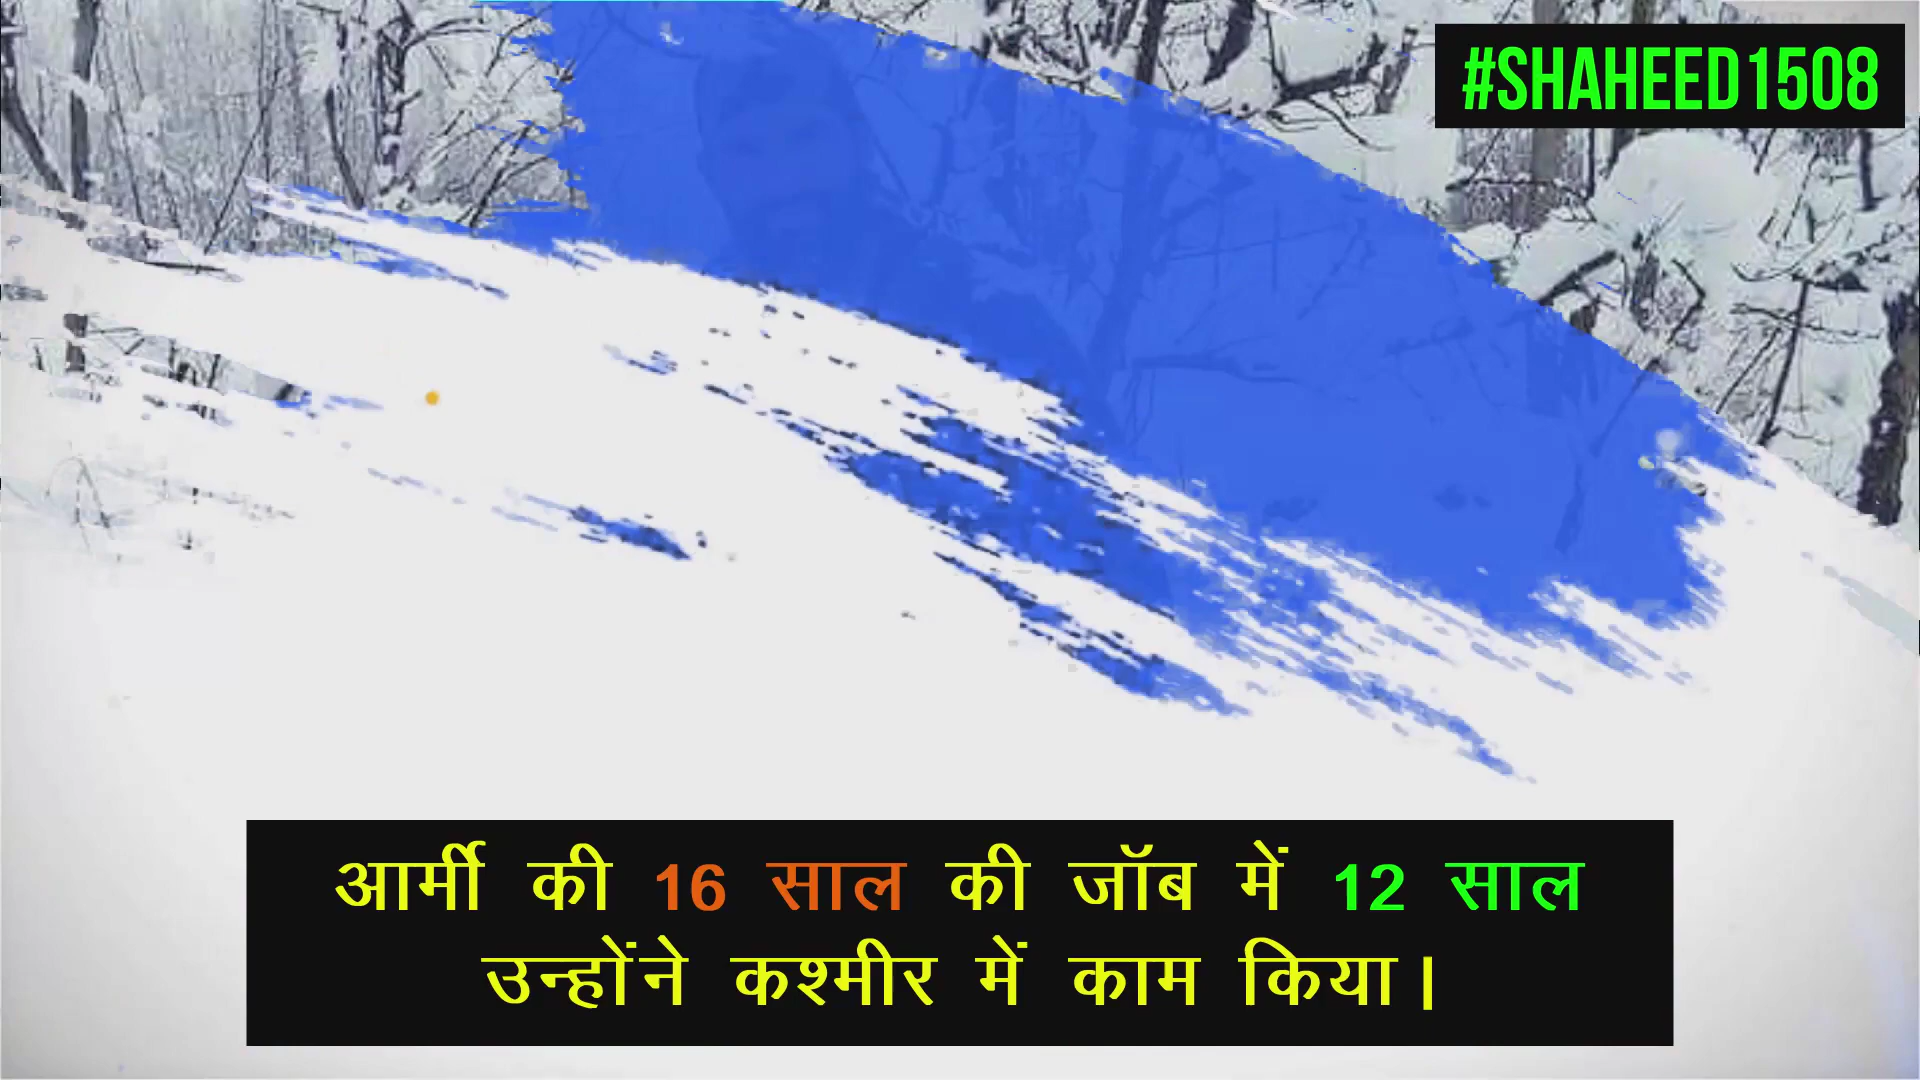 #SHAHEED1508
आर्मी की 16 साल की जॉब में 12 साल
उन्होंने कश्मीर में काम किया।